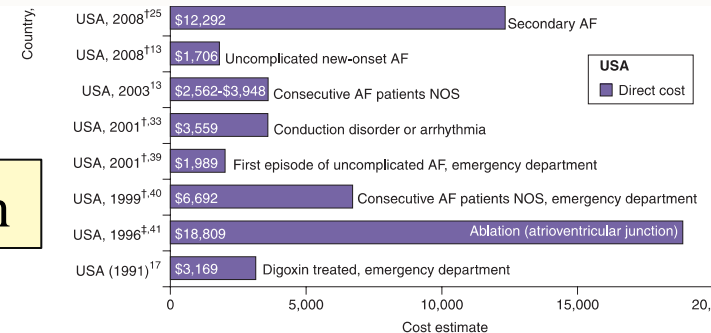 Country,
USA, 2008†25 $12,292 Secondary AF
USA, 2008†13 $1,706 Uncomplicated new-onset AF
USA, 2003¹³ $2,562-$3,948 Consecutive AF patients NOS
USA, 2001†,33 $3,559 Conduction disorder or arrhythmia
USA, 2001†,39 $1,989 First episode of uncomplicated AF, emergency department
USA, 1999†,40 $6,692 Consecutive AF patients NOS, emergency department
USA, 1996‡,41 $18,809 Ablation (atrioventricular junction)
USA (1991)¹⁷ $3,169 Digoxin treated, emergency department
USA
Direct cost
n
0 5,000 10,000 15,000 20,
Cost estimate